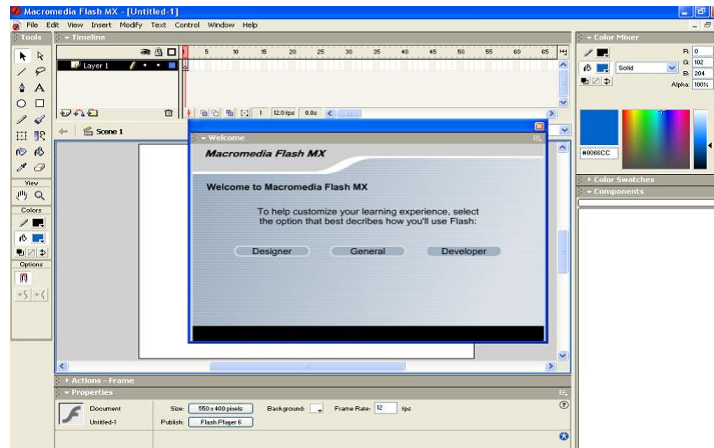 Macromedia Flash MX - [Untitled-1]
File Edit View Insert Modify Text Control Window Help
Tools
Timeline
Color Mixer
5 10 15 20 25 30 35 40 45 50 55 60 65
Layer 1
R: 0
G: 102
B: 204
Solid
Alpha: 100%
1 12.0 fps 0.0s
Scene 1
#0066CC
Welcome
Macromedia Flash MX
Color Swatches
Components
View
Colors
Options
Welcome to Macromedia Flash MX
To help customize your learning experience, select
the option that best decribes how you'll use Flash:
Designer General Developer
Actions - Frame
Properties
Document Size: 550 x 400 pixels Background: Frame Rate: 12 fps
Untitled-1 Publish: Flash Player 6